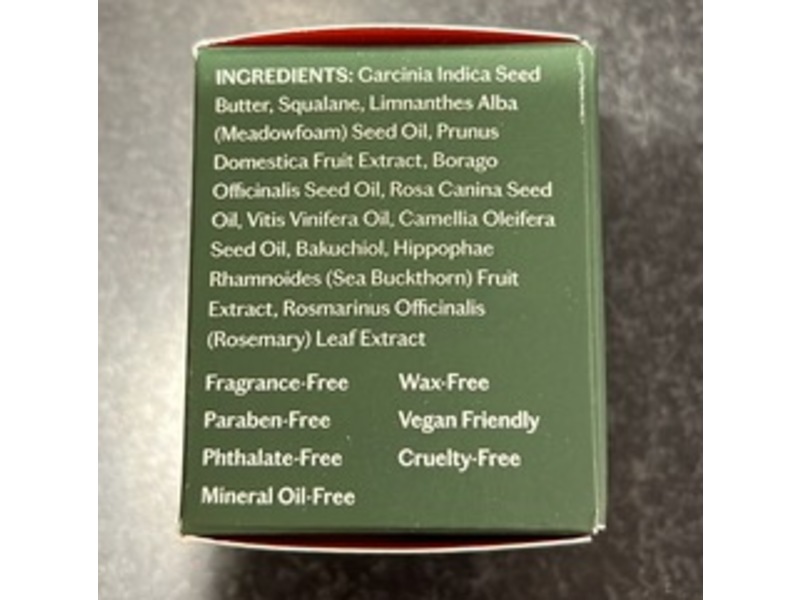 INGREDIENTS: Garcinia Indica Seed
Butter, Squalane, Limnanthes Alba
(Meadowfoam) Seed Oil, Prunus
Domestica Fruit Extract, Borago
Officinalis Seed Oil, Rosa Canina Seed
Oil, Vitis Vinifera Oil, Camellia Oleifera
Seed Oil, Bakuchiol, Hippophae
Rhamnoides (Sea Buckthorn) Fruit
Extract, Rosmarinus Officinalis
(Rosemary) Leaf Extract
Fragrance-Free
Paraben-Free
Phthalate-Free
Mineral Oil-Free
Wax-Free
Vegan Friendly
Cruelty-Free